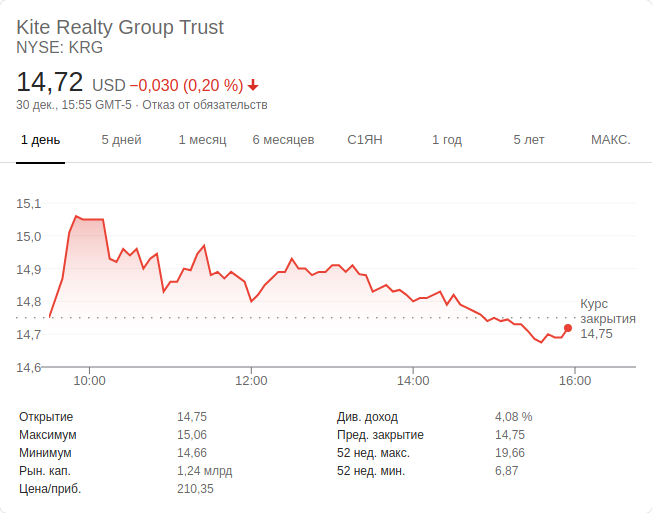 Kite Realty Group Trust
NYSE: KRG
14,72 USD −0,030 (0,20 %)
30 дек., 15:55 GMT-5 · Отказ от обязательств
1 день 5 дней 1 месяц 6 месяцев С1ЯН 1 год 5 лет МАКС.
15,1
15,0
14,9
14,8
14,7
14,6
Курс
закрытия
14,75
10:00 12:00 14:00 16:00
Открытие 14,75 Див. доход 4,08 %
Максимум 15,06 Пред. закрытие 14,75
Минимум 14,66 52 нед. макс. 19,66
Рын. кап. 1,24 млрд 52 нед. мин. 6,87
Цена/приб. 210,35